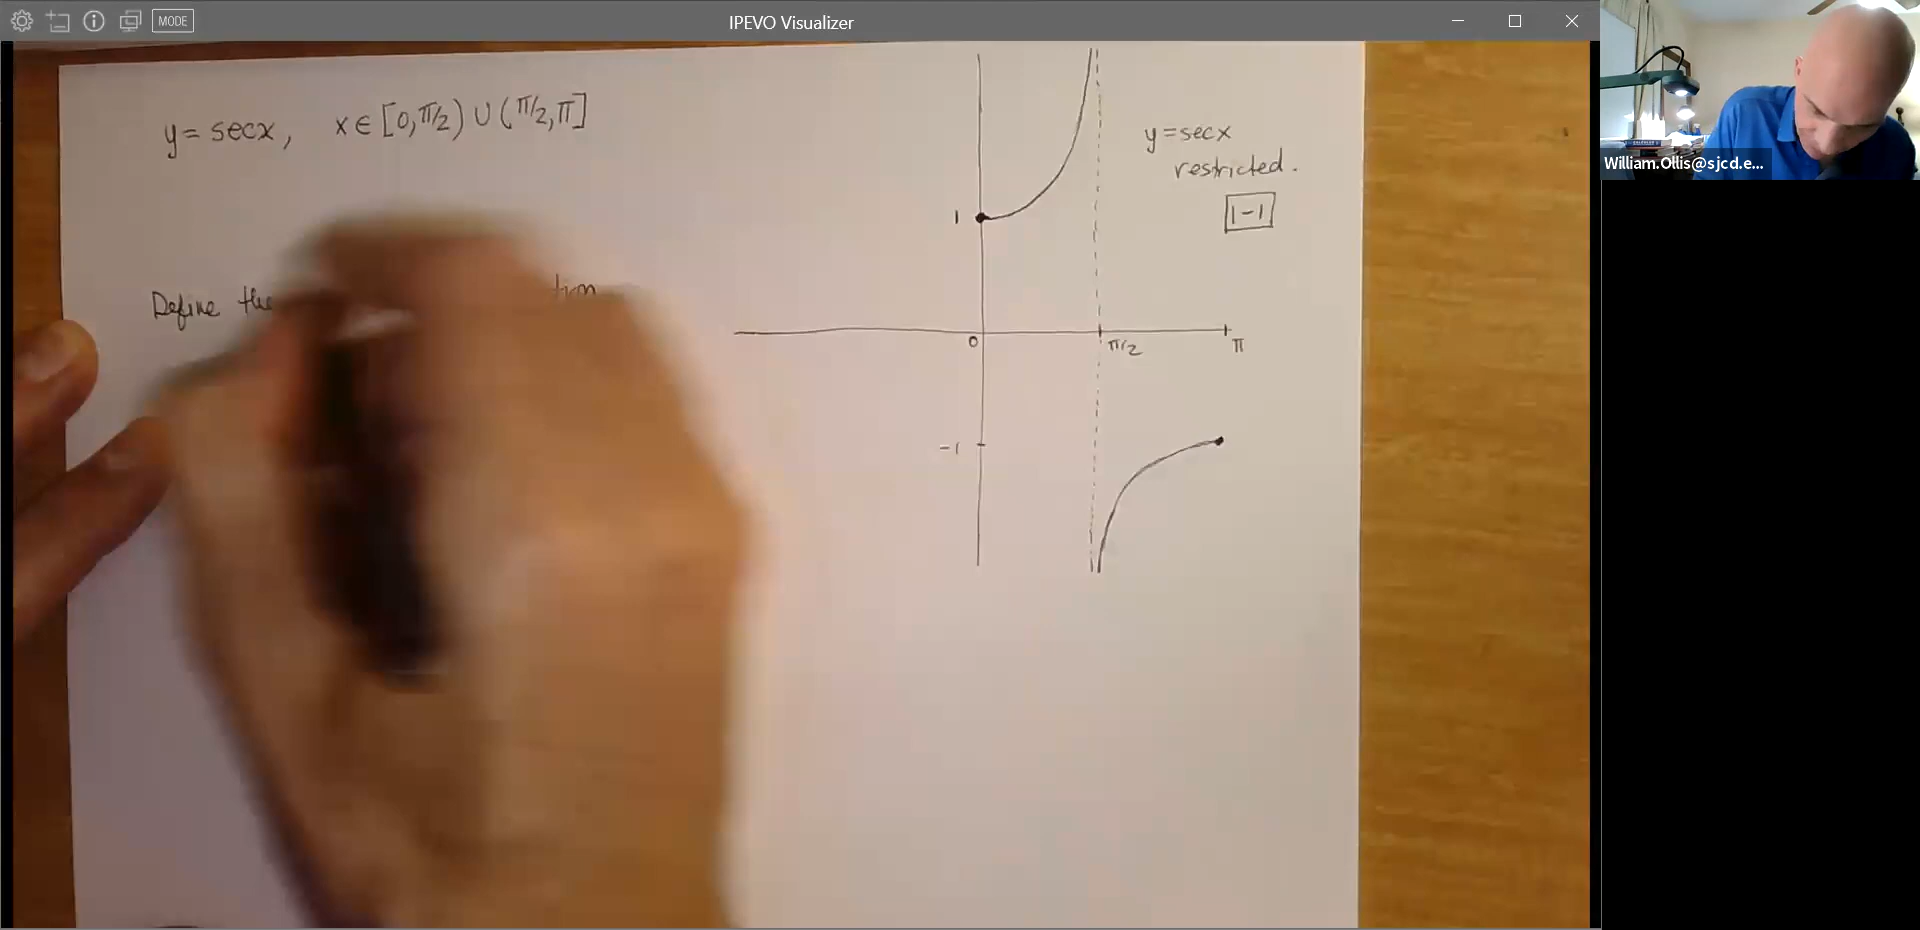 MODE
IPEVO Visualizer
y = secx, x ∈ [0, π/2) ∪ (π/2, π]
Define the
1
0
π/2
π
-1
y = secx
restricted.
1-1
William.Ollis@sjcd.e...